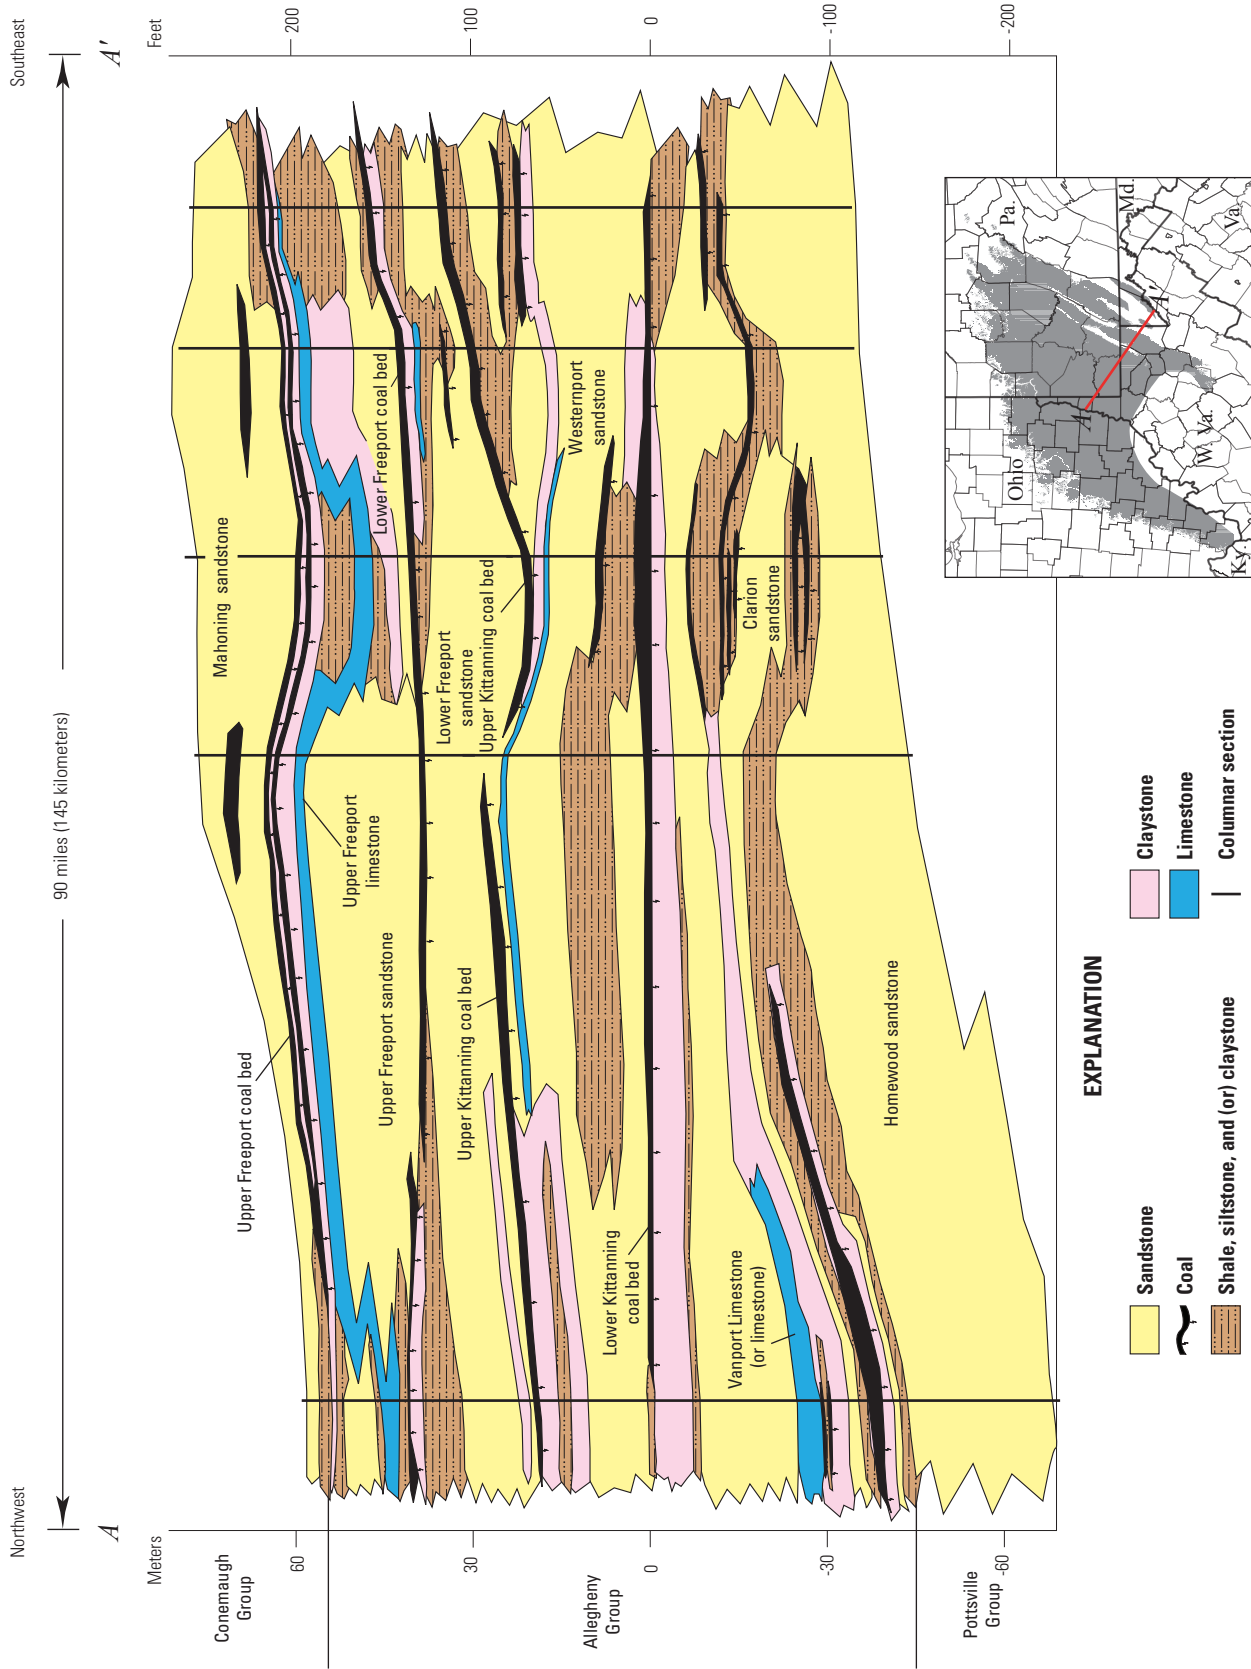 Northwest
90 miles (145 kilometers)
Southeast
A
A'
Meters
Feet
60
30
0
-30
-60
200
100
0
-100
-200
Conemaugh
Group
Allegheny
Group
Pottsville
Group
Mahoning sandstone
Upper Freeport coal bed
Upper Freeport
limestone
Upper Freeport sandstone
Lower Freeport coal bed
Lower Freeport
sandstone
Upper Kittanning coal bed
Upper Kittanning coal bed
Westernport
sandstone
Lower Kittanning
coal bed
Clarion
sandstone
Vanport Limestone
(or limestone)
Homewood sandstone
EXPLANATION
Sandstone
Coal
Shale, siltstone, and (or) claystone
Claystone
Limestone
Columnar section
Ohio
Pa.
A
A'
Md.
W. Va.
Va.
Ky.